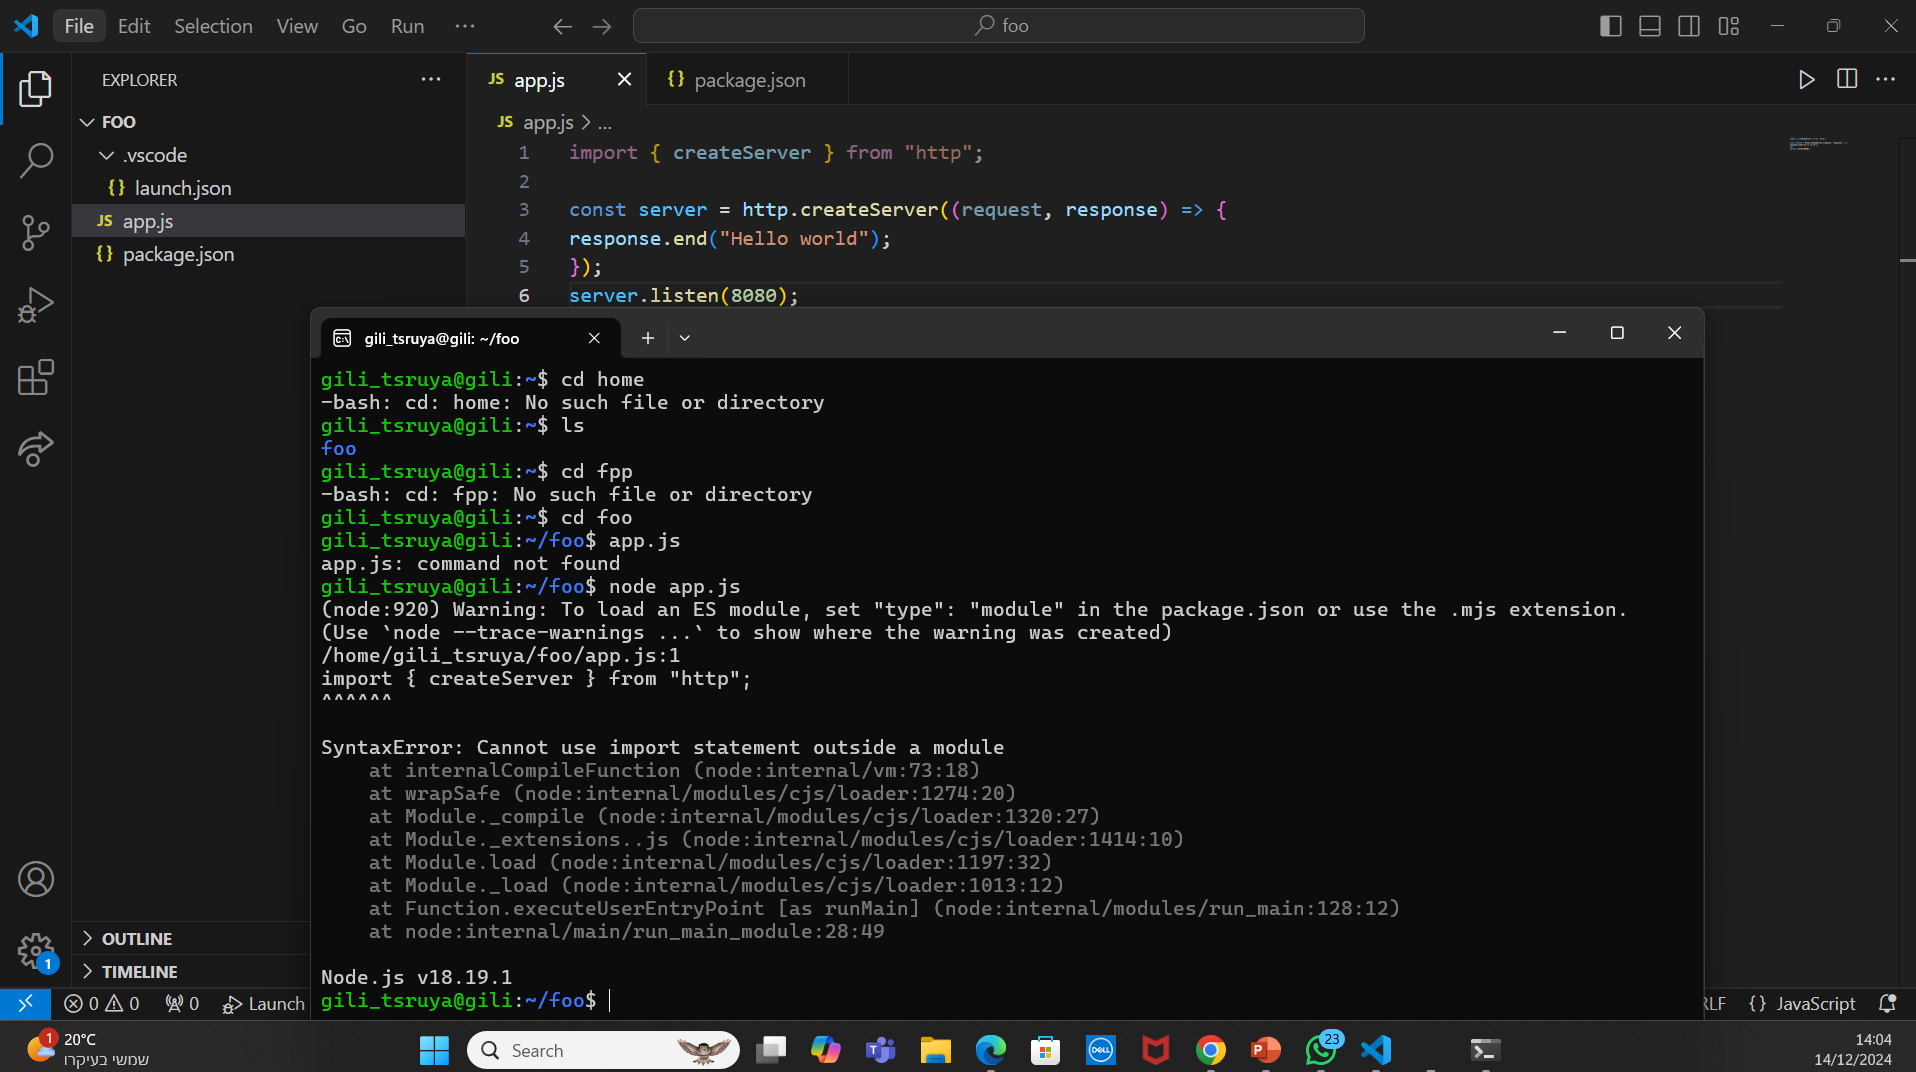 File Edit Selection View Go Run ...
foo
EXPLORER ...
FOO
.vscode
{} launch.json
JS app.js
{} package.json
OUTLINE
TIMELINE
JS app.js
{} package.json
JS app.js > ...
1 import { createServer } from "http";
2
3 const server = http.createServer((request, response) => {
4 response.end("Hello world");
5 });
6 server.listen(8080);
gili_tsruya@gili: ~/foo
gili_tsruya@gili:~$ cd home
-bash: cd: home: No such file or directory
gili_tsruya@gili:~$ ls
foo
gili_tsruya@gili:~$ cd fpp
-bash: cd: fpp: No such file or directory
gili_tsruya@gili:~$ cd foo
gili_tsruya@gili:~/foo$ app.js
app.js: command not found
gili_tsruya@gili:~/foo$ node app.js
(node:920) Warning: To load an ES module, set "type": "module" in the package.json or use the .mjs extension.
(Use `node --trace-warnings ...` to show where the warning was created)
/home/gili_tsruya/foo/app.js:1
import { createServer } from "http";
^^^^^^
SyntaxError: Cannot use import statement outside a module
at internalCompileFunction (node:internal/vm:73:18)
at wrapSafe (node:internal/modules/cjs/loader:1274:20)
at Module._compile (node:internal/modules/cjs/loader:1320:27)
at Module._extensions..js (node:internal/modules/cjs/loader:1414:10)
at Module.load (node:internal/modules/cjs/loader:1197:32)
at Module._load (node:internal/modules/cjs/loader:1013:12)
at Function.executeUserEntryPoint [as runMain] (node:internal/modules/run_main:128:12)
at node:internal/main/run_main_module:28:49
Node.js v18.19.1
gili_tsruya@gili:~/foo$
1
0 0 0 Launch
RLF {} JavaScript
1
20°C
שמשי בעיקרו
Search
DELL
23
14:04
14/12/2024